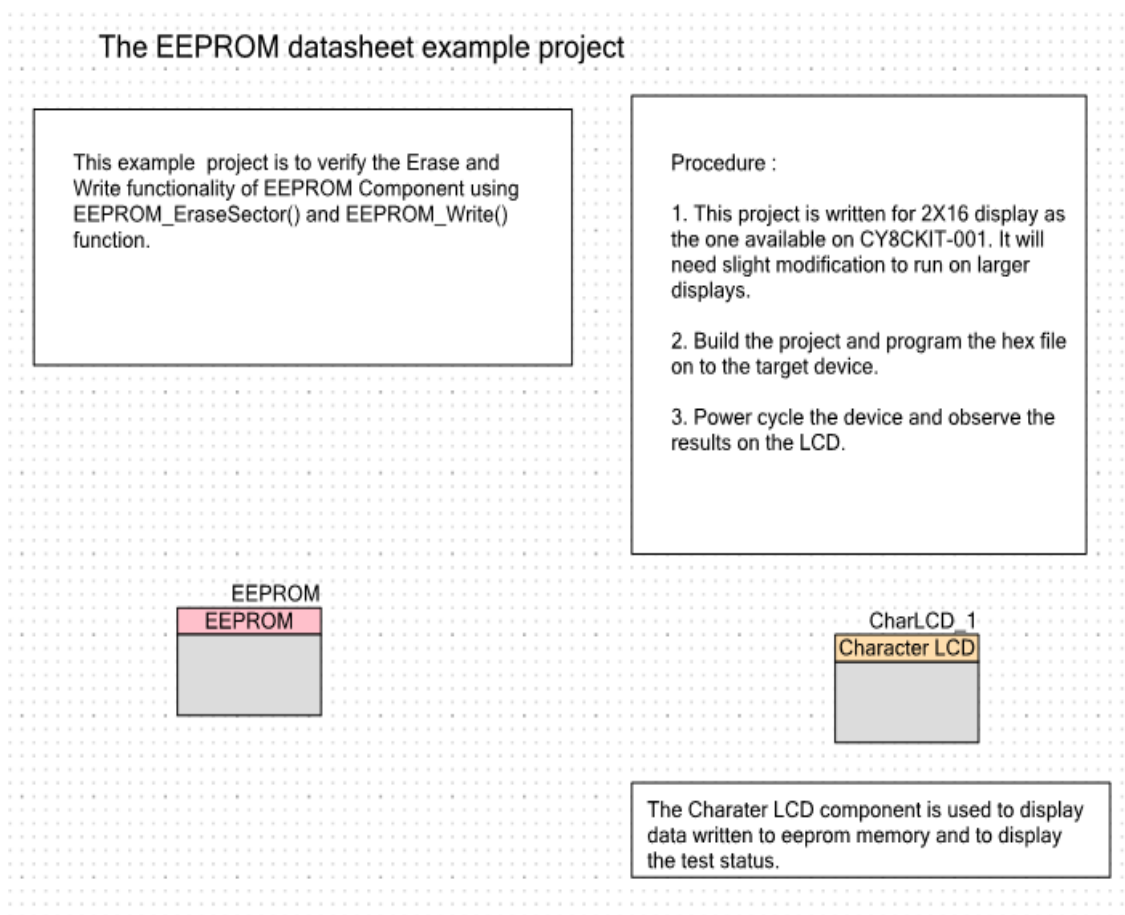 The EEPROM datasheet example project
This example  project is to verify the Erase and
Write functionality of EEPROM Component using
EEPROM_EraseSector() and EEPROM_Write()
function.
Procedure :
1. This project is written for 2X16 display as
the one available on CY8CKIT-001. It will
need slight modification to run on larger
displays.
2. Build the project and program the hex file
on to the target device.
3. Power cycle the device and observe the
results on the LCD.
EEPROM
EEPROM
CharLCD_1
Character LCD
The Charater LCD component is used to display
data written to eeprom memory and to display
the test status.